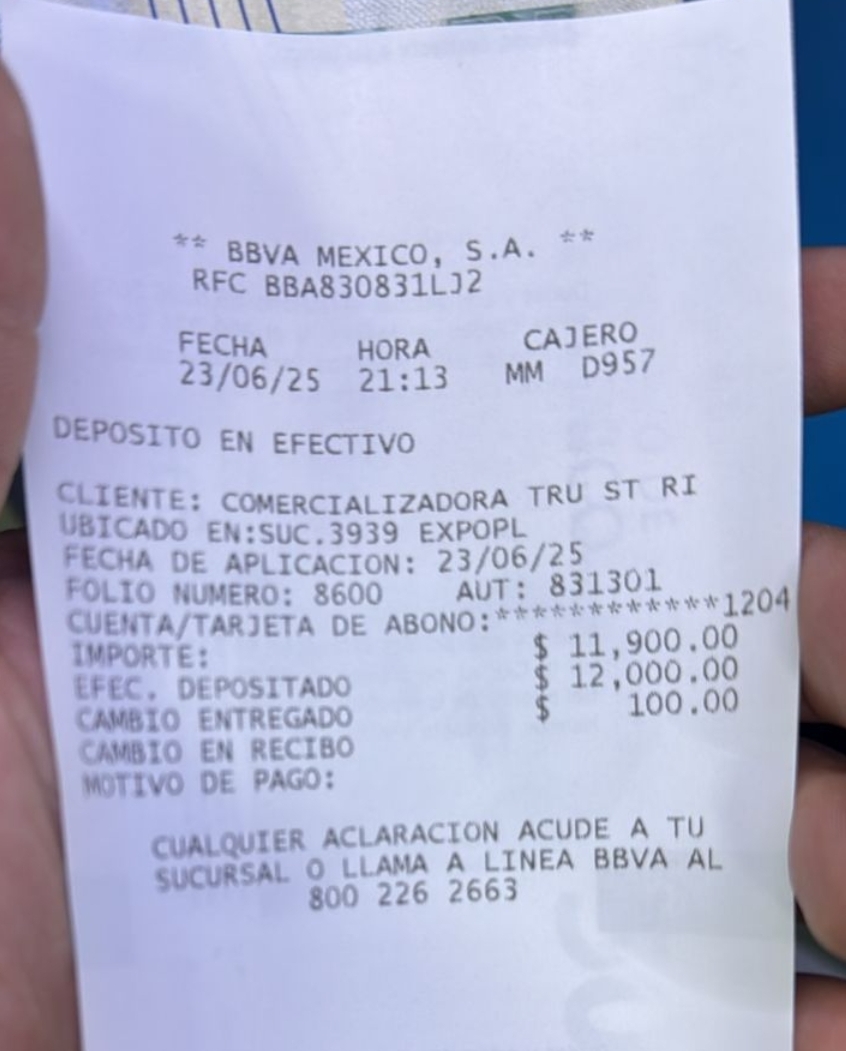 ** BBVA MEXICO, S.A. **
RFC BBA830831LJ2
FECHA HORA CAJERO
23/06/25 21:13 MM D957
DEPOSITO EN EFECTIVO
CLIENTE: COMERCIALIZADORA TRU ST RI
UBICADO EN:SUC.3939 EXPOPL
FECHA DE APLICACION: 23/06/25
FOLIO NUMERO: 8600 AUT: 831301
CUENTA/TARJETA DE ABONO:************1204
IMPORTE: $ 11,900.00
EFEC. DEPOSITADO $ 12,000.00
CAMBIO ENTREGADO $ 100.00
CAMBIO EN RECIBO
MOTIVO DE PAGO:
CUALQUIER ACLARACION ACUDE A TU
SUCURSAL O LLAMA A LINEA BBVA AL
800 226 2663